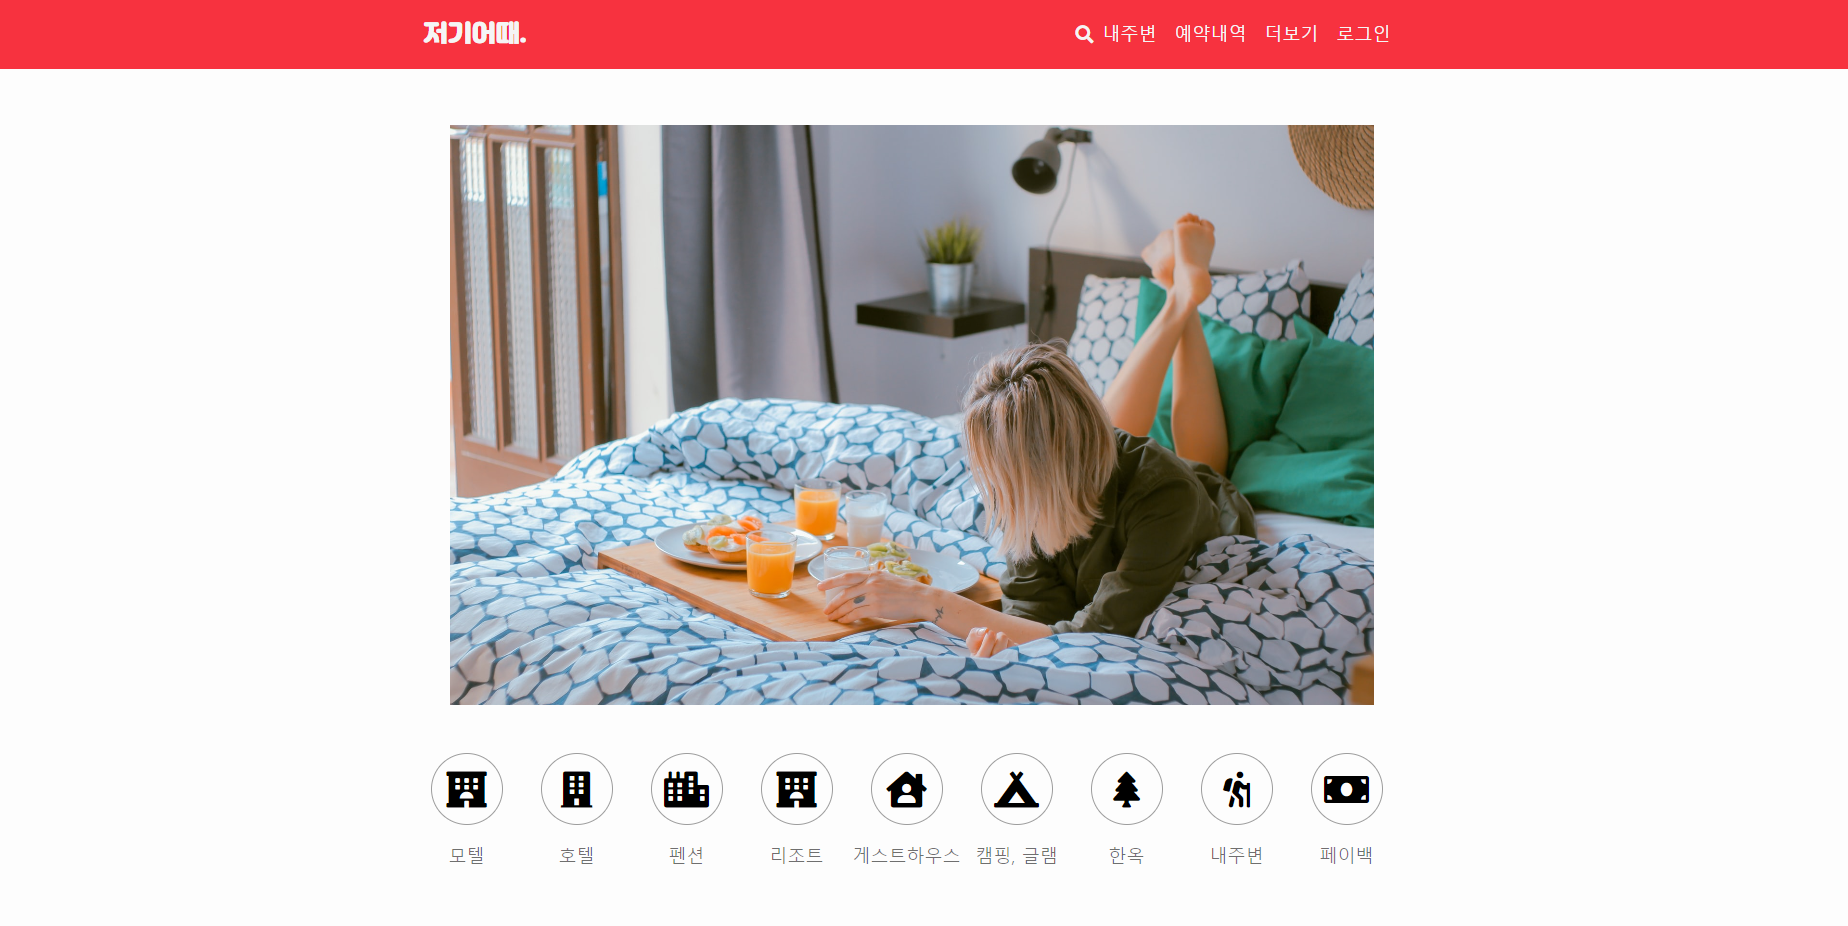 저기어때.
내주변 예약내역 더보기 로그인
모텔 호텔 펜션 리조트 게스트하우스 캠핑, 글램 한옥 내주변 페이백